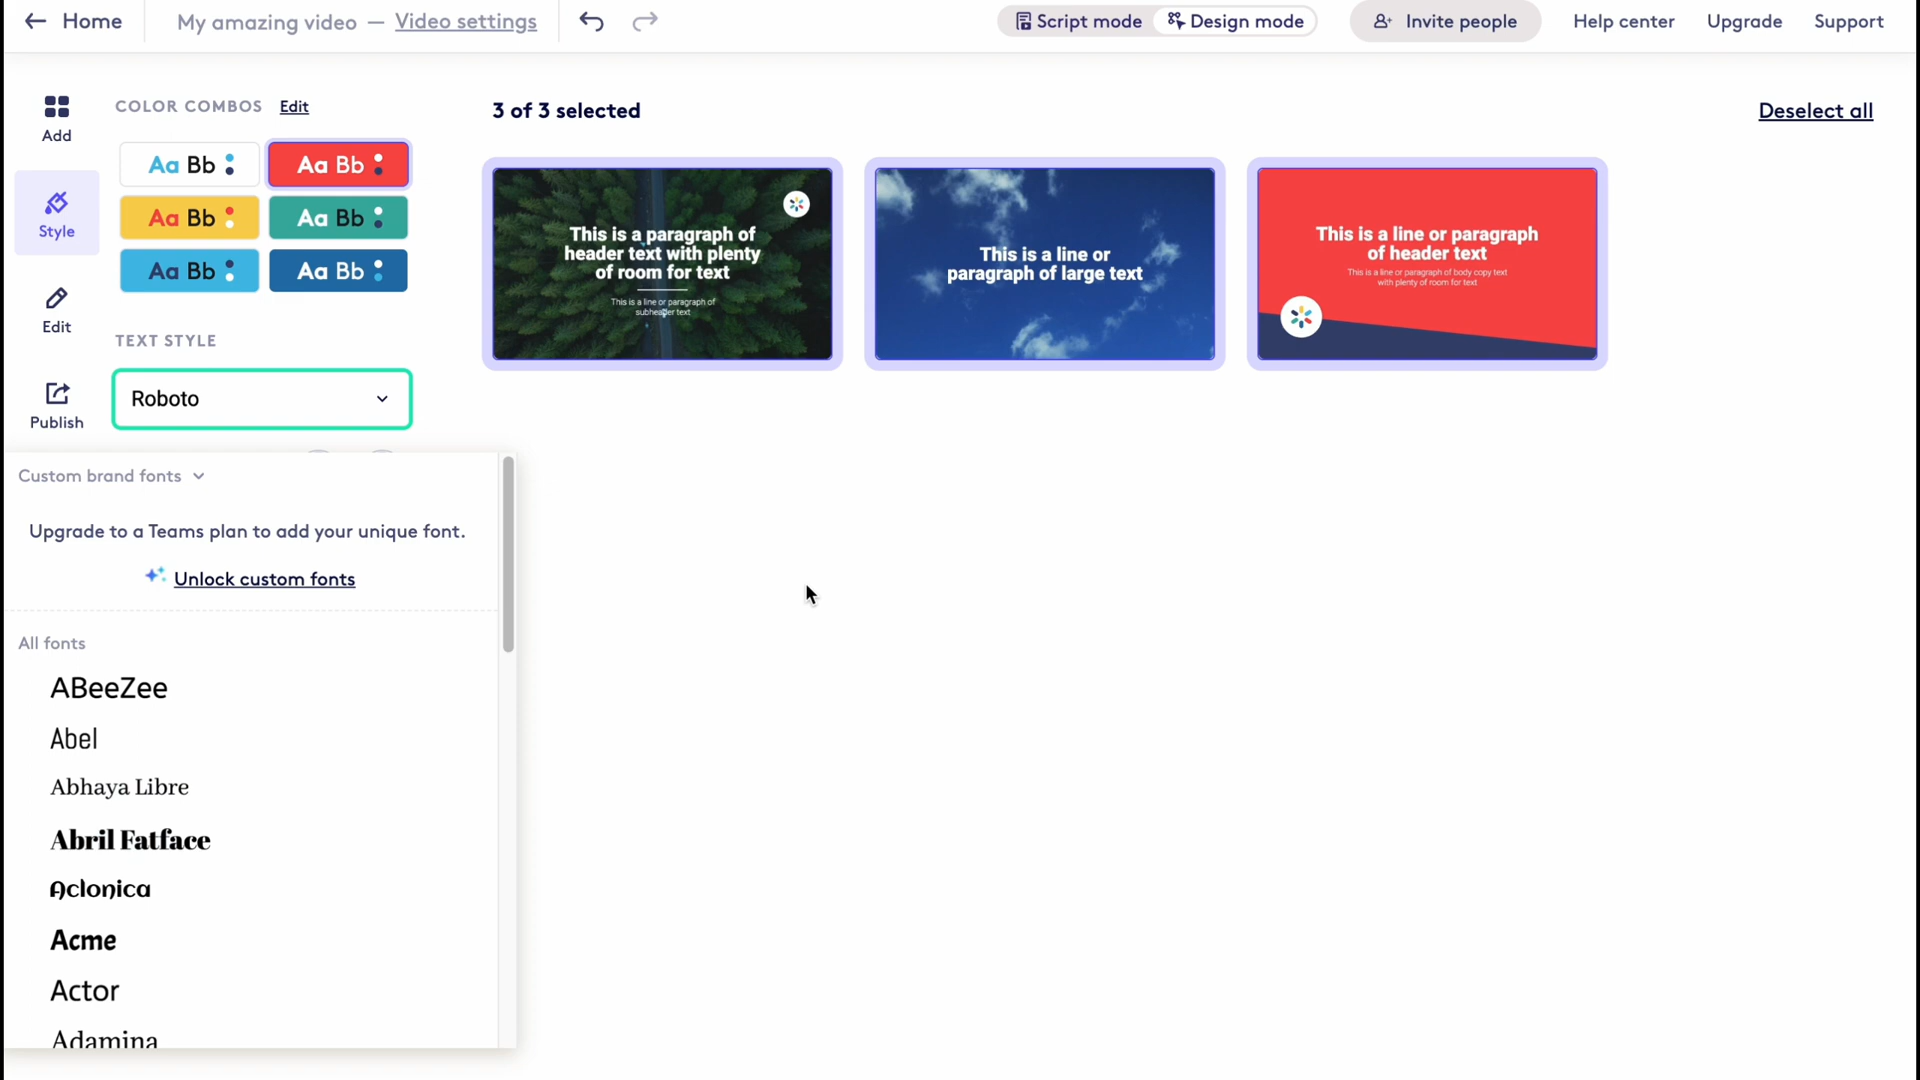 Home
My amazing video — Video settings
Script mode
Design mode
Invite people
Help center
Upgrade
Support
Add
Style
Edit
Publish
COLOR COMBOS Edit
Aa Bb
Aa Bb
Aa Bb
Aa Bb
Aa Bb
Aa Bb
TEXT STYLE
Roboto
Custom brand fonts
Upgrade to a Teams plan to add your unique font.
Unlock custom fonts
All fonts
ABeeZee
Abel
Abhaya Libre
Abril Fatface
Aclonica
Acme
Actor
Adamina
3 of 3 selected
Deselect all
This is a paragraph of
header text with plenty
of room for text
This is a line or paragraph of
subheader text
This is a line or
paragraph of large text
This is a line or paragraph
of header text
This is a line or paragraph of body copy text
with plenty of room for text